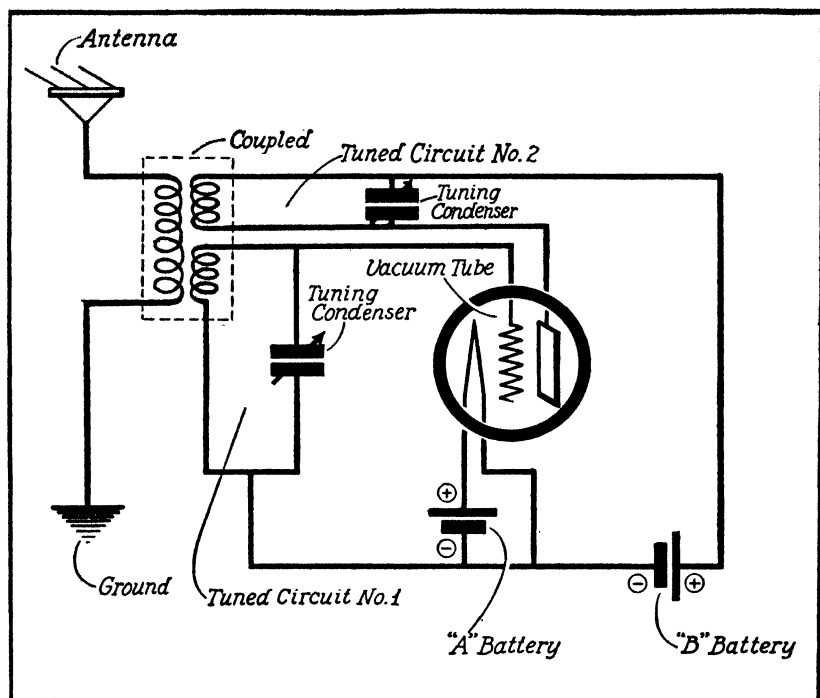 Antenna
Coupled
Tuned Circuit No.2
Tuning
Condenser
Vacuum Tube
Tuning
Condenser
+
−
− +
Ground
Tuned Circuit No.1
"A" Battery
"B" Battery